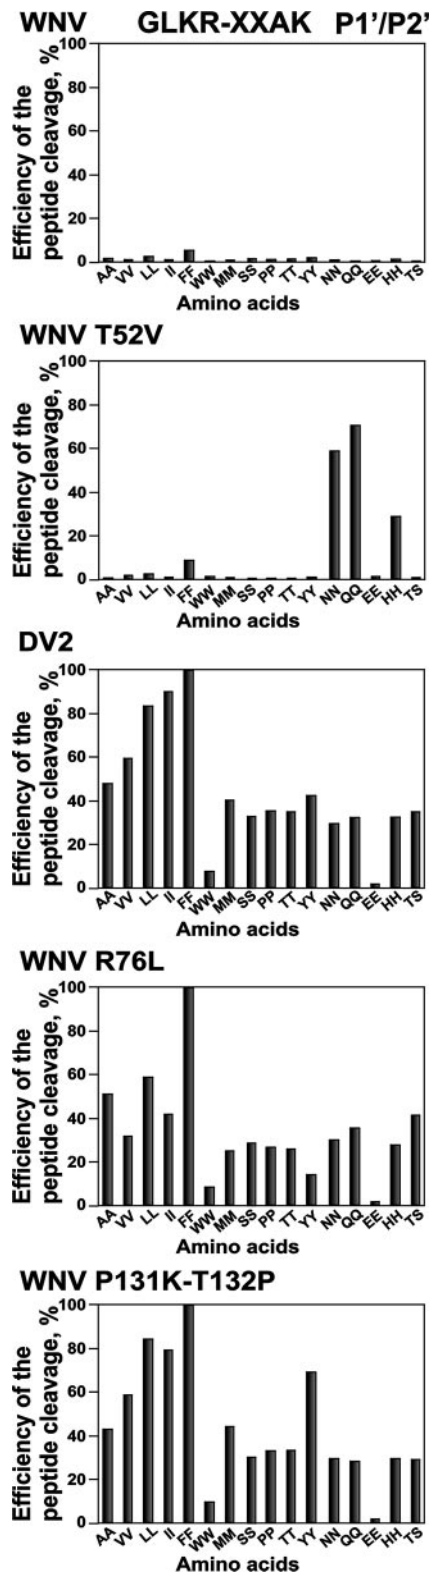 WNV GLKR-XXAK P1'/P2'
Efficiency of the
peptide cleavage, %
100
80
60
40
20
0
AA VV LL II FF WW MM SS PP TT YY NN QQ EE HH TS
Amino acids
WNV T52V
Efficiency of the
peptide cleavage, %
100
80
60
40
20
0
AA VV LL II FF WW MM SS PP TT YY NN QQ EE HH TS
Amino acids
DV2
Efficiency of the
peptide cleavage, %
100
80
60
40
20
0
AA VV LL II FF WW MM SS PP TT YY NN QQ EE HH TS
Amino acids
WNV R76L
Efficiency of the
peptide cleavage, %
100
80
60
40
20
0
AA VV LL II FF WW MM SS PP TT YY NN QQ EE HH TS
Amino acids
WNV P131K-T132P
Efficiency of the
peptide cleavage, %
100
80
60
40
20
0
AA VV LL II FF WW MM SS PP TT YY NN QQ EE HH TS
Amino acids